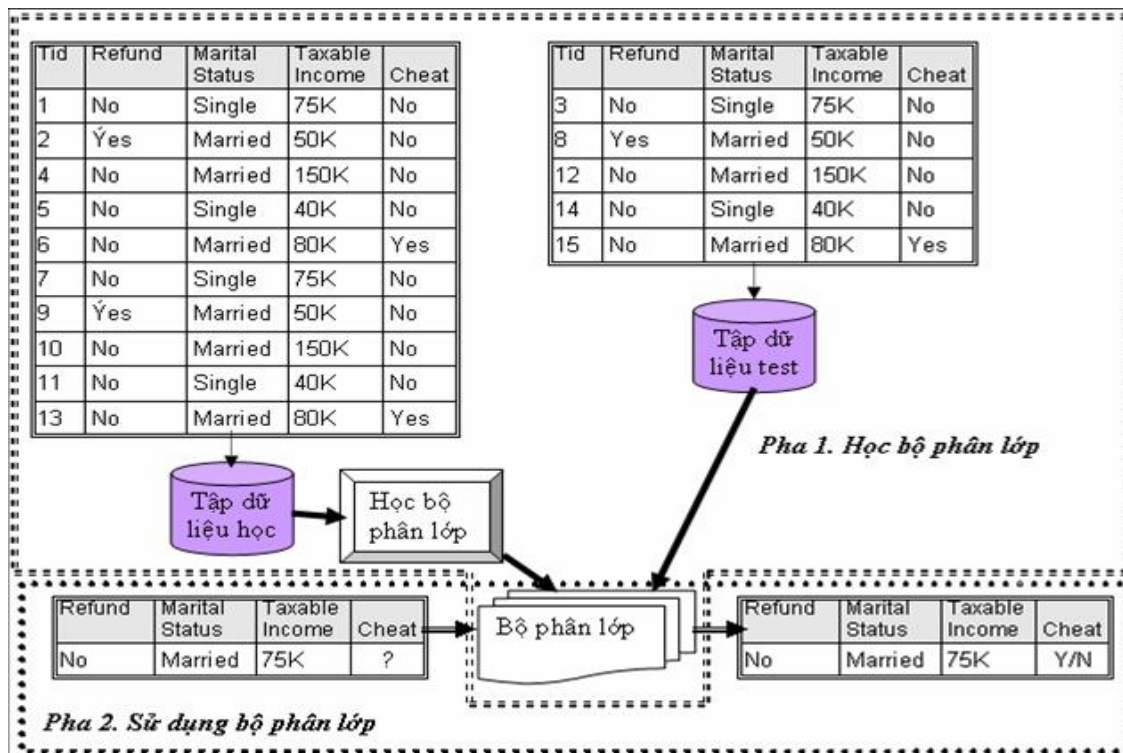 Tid Refund Marital Status Taxable Income Cheat
1 No Single 75K No
2 Ýes Married 50K No
4 No Married 150K No
5 No Single 40K No
6 No Married 80K Yes
7 No Single 75K No
9 Ýes Married 50K No
10 No Married 150K No
11 No Single 40K No
13 No Married 80K Yes
Tid Refund Marital Status Taxable Income Cheat
3 No Single 75K No
8 Yes Married 50K No
12 No Married 150K No
14 No Single 40K No
15 No Married 80K Yes
Tập dữ
liệu test
Pha 1. Học bộ phân lớp
Tập dữ
liệu học
Học bộ
phân lớp
Refund Marital Status Taxable Income Cheat
No Married 75K ?
Bộ phân lớp
Refund Marital Status Taxable Income Cheat
No Married 75K Y/N
Pha 2. Sử dụng bộ phân lớp